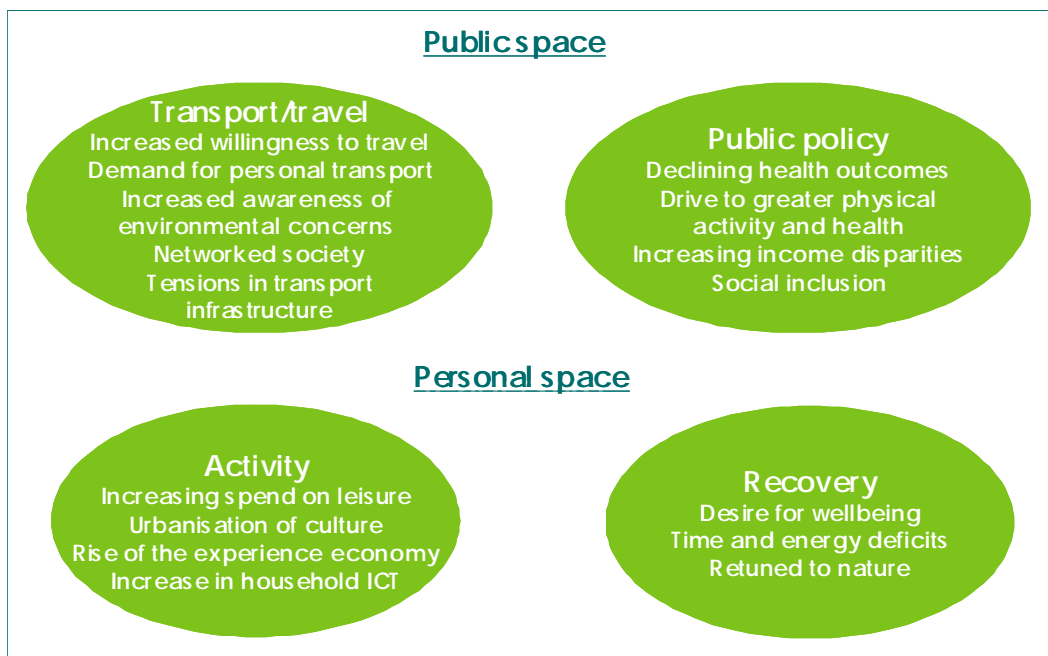 Public space
Transport/travel
Increased willingness to travel
Demand for personal transport
Increased awareness of
environmental concerns
Networked society
Tensions in transport
infrastructure
Public policy
Declining health outcomes
Drive to greater physical
activity and health
Increasing income disparities
Social inclusion
Personal space
Activity
Increasing spend on leisure
Urbanisation of culture
Rise of the experience economy
Increase in household ICT
Recovery
Desire for wellbeing
Time and energy deficits
Retuned to nature